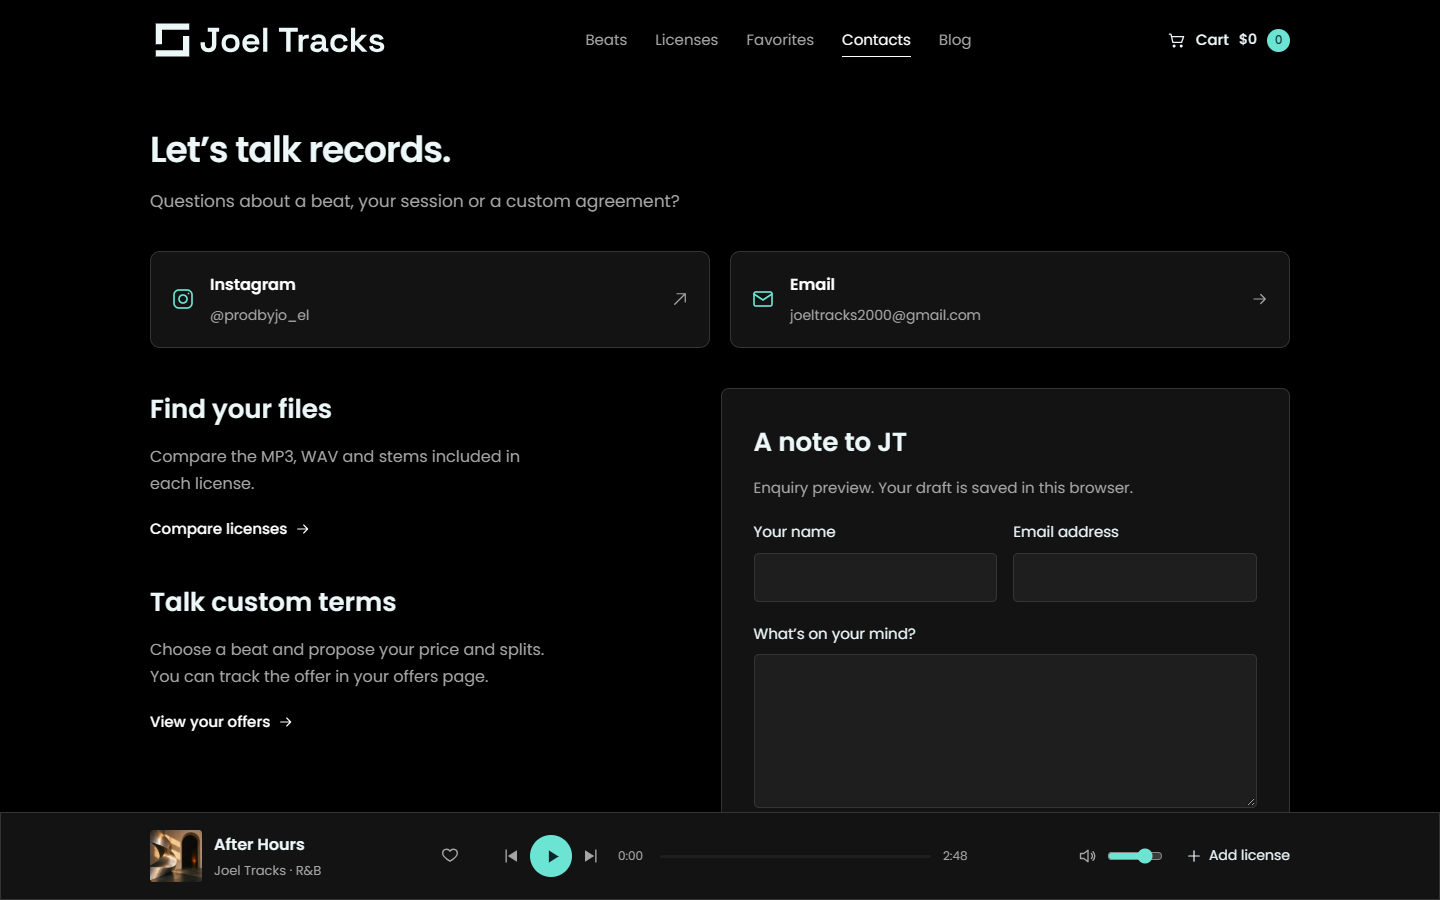 Joel Tracks
Beats
Licenses
Favorites
Contacts
Blog
Cart $0 0
Let's talk records.
Questions about a beat, your session or a custom agreement?
Instagram
@prodbyjo_el
Email
joeltracks2000@gmail.com
Find your files
Compare the MP3, WAV and stems included in
each license.
Compare licenses
Talk custom terms
Choose a beat and propose your price and splits.
You can track the offer in your offers page.
View your offers
A note to JT
Enquiry preview. Your draft is saved in this browser.
Your name
Email address
What's on your mind?
After Hours
Joel Tracks · R&B
0:00
2:48
Add license